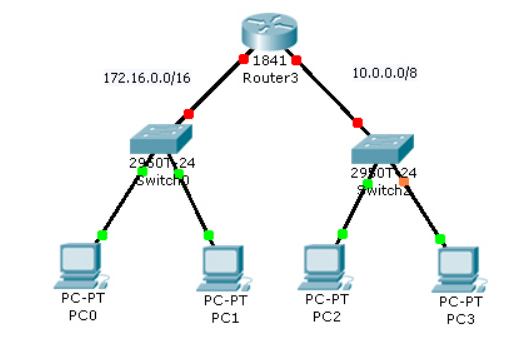 1841
Router3
172.16.0.0/16
10.0.0.0/8
2950T-24
Switch0
2950T-24
Switch2
PC-PT
PC0
PC-PT
PC1
PC-PT
PC2
PC-PT
PC3